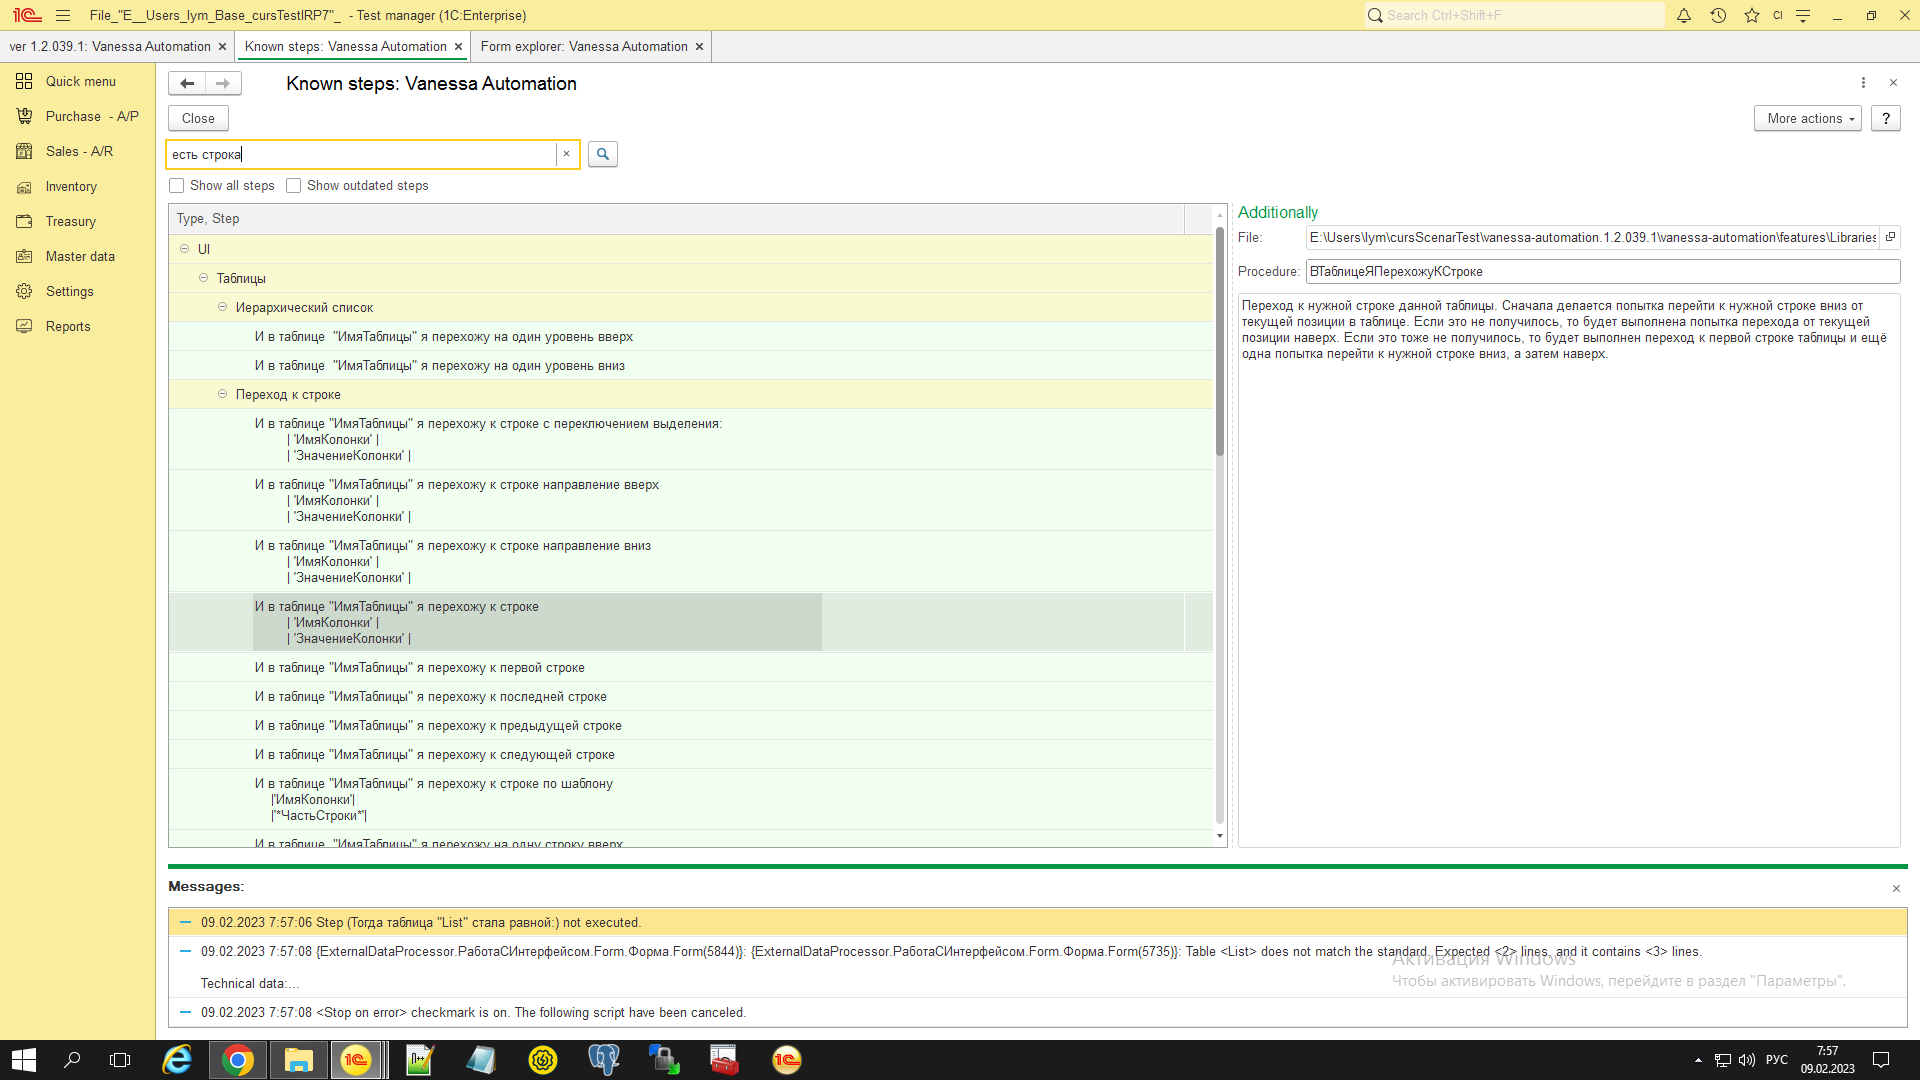 File_"E__Users_lym_Base_cursTestIRP7"_ - Test manager (1C:Enterprise)
Search Ctrl+Shift+F
CI
ver 1.2.039.1: Vanessa Automation
Known steps: Vanessa Automation
Form explorer: Vanessa Automation
Quick menu
Purchase - A/P
Sales - A/R
Inventory
Treasury
Master data
Settings
Reports
Known steps: Vanessa Automation
Close
More actions
?
есть строка
Show all steps
Show outdated steps
Type, Step
UI
Таблицы
Иерархический список
И в таблице "ИмяТаблицы" я перехожу на один уровень вверх
И в таблице "ИмяТаблицы" я перехожу на один уровень вниз
Переход к строке
И в таблице "ИмяТаблицы" я перехожу к строке с переключением выделения:
| 'ИмяКолонки' |
| 'ЗначениеКолонки' |
И в таблице "ИмяТаблицы" я перехожу к строке направление вверх
| 'ИмяКолонки' |
| 'ЗначениеКолонки' |
И в таблице "ИмяТаблицы" я перехожу к строке направление вниз
| 'ИмяКолонки' |
| 'ЗначениеКолонки' |
И в таблице "ИмяТаблицы" я перехожу к строке
| 'ИмяКолонки' |
| 'ЗначениеКолонки' |
И в таблице "ИмяТаблицы" я перехожу к первой строке
И в таблице "ИмяТаблицы" я перехожу к последней строке
И в таблице "ИмяТаблицы" я перехожу к предыдущей строке
И в таблице "ИмяТаблицы" я перехожу к следующей строке
И в таблице "ИмяТаблицы" я перехожу к строке по шаблону
|'ИмяКолонки'|
|'*ЧастьСтроки*'|
И в таблице "ИмяТаблицы" я перехожу на одну строку вверх
Additionally
File:
E:\Users\lym\cursScenarTest\vanessa-automation.1.2.039.1\vanessa-automation\features\Libraries
Procedure:
ВТаблицеЯПерехожуКСтроке
Переход к нужной строке данной таблицы. Сначала делается попытка перейти к нужной строке вниз от
текущей позиции в таблице. Если это не получилось, то будет выполнена попытка перехода от текущей
позиции наверх. Если это тоже не получилось, то будет выполнен переход к первой строке таблицы и ещё
одна попытка перейти к нужной строке вниз, а затем наверх.
Messages:
09.02.2023 7:57:06 Step (Тогда таблица "List" стала равной:) not executed.
09.02.2023 7:57:08 {ExternalDataProcessor.РаботаСИнтерфейсом.Form.Форма.Form(5844)}: {ExternalDataProcessor.РаботаСИнтерфейсом.Form.Форма.Form(5735)}: Table <List> does not match the standard. Expected <2> lines, and it contains <3> lines.
Technical data:...
09.02.2023 7:57:08 <Stop on error> checkmark is on. The following script have been canceled.
Активация Windows
Чтобы активировать Windows, перейдите в раздел "Параметры".
РУС
7:57
09.02.2023